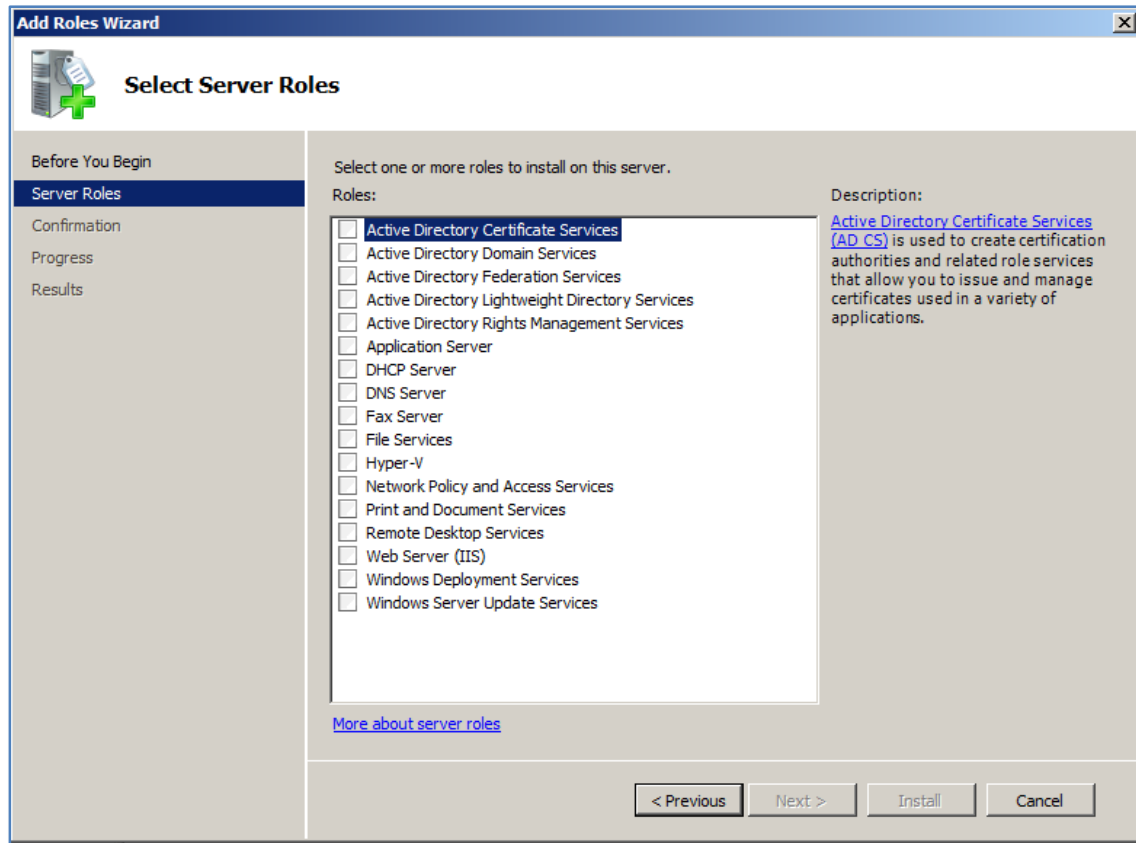 Add Roles Wizard
Select Server Roles
Before You Begin
Server Roles
Confirmation
Progress
Results
Select one or more roles to install on this server.
Roles:
Active Directory Certificate Services
Active Directory Domain Services
Active Directory Federation Services
Active Directory Lightweight Directory Services
Active Directory Rights Management Services
Application Server
DHCP Server
DNS Server
Fax Server
File Services
Hyper-V
Network Policy and Access Services
Print and Document Services
Remote Desktop Services
Web Server (IIS)
Windows Deployment Services
Windows Server Update Services
More about server roles
Description:
Active Directory Certificate Services
(AD CS) is used to create certification
authorities and related role services
that allow you to issue and manage
certificates used in a variety of
applications.
< Previous
Next >
Install
Cancel